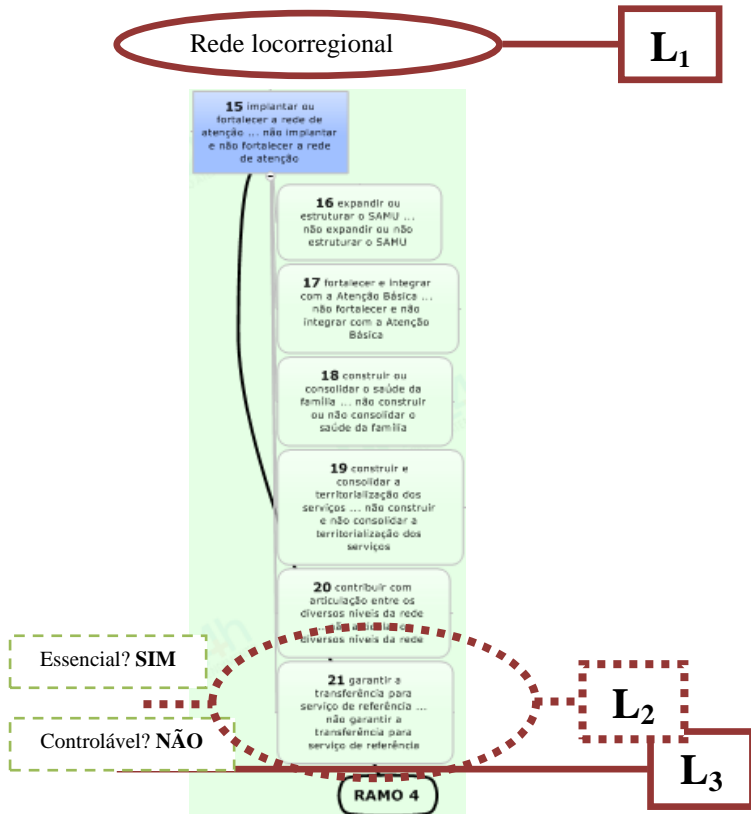 Rede locorregional
L₁
15 implantar ou
fortalecer a rede de
atenção ... não implantar
e não fortalecer a rede
de atenção
16 expandir ou
estruturar o SAMU ...
não expandir ou não
estruturar o SAMU
17 fortalecer e integrar
com a Atenção Básica ...
não fortalecer e não
integrar com a Atenção
Básica
18 construir ou
consolidar o saúde da
família ... não construir
ou não consolidar o
saúde da família
19 construir e
consolidar a
territorialização dos
serviços ... não construir
e não consolidar a
territorialização dos
serviços
20 contribuir com
articulação entre os
diversos níveis da rede
... não
diversos níveis da rede
Essencial? SIM
21 garantir a
transferência para
serviço de referência ...
não garantir a
transferência para
serviço de referência
Controlável? NÃO
L₂
L₃
RAMO 4